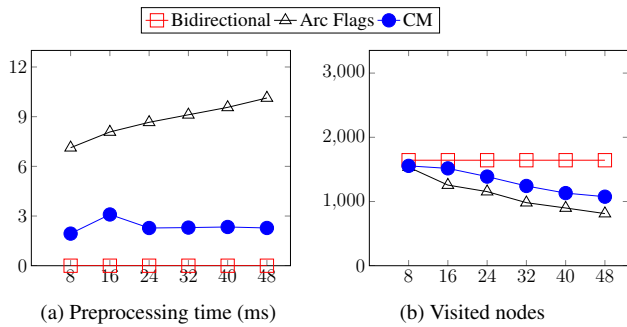 Bidirectional Arc Flags CM
12
9
6
3
0
8 16 24 32 40 48
(a) Preprocessing time (ms)
3,000
2,000
1,000
0
8 16 24 32 40 48
(b) Visited nodes